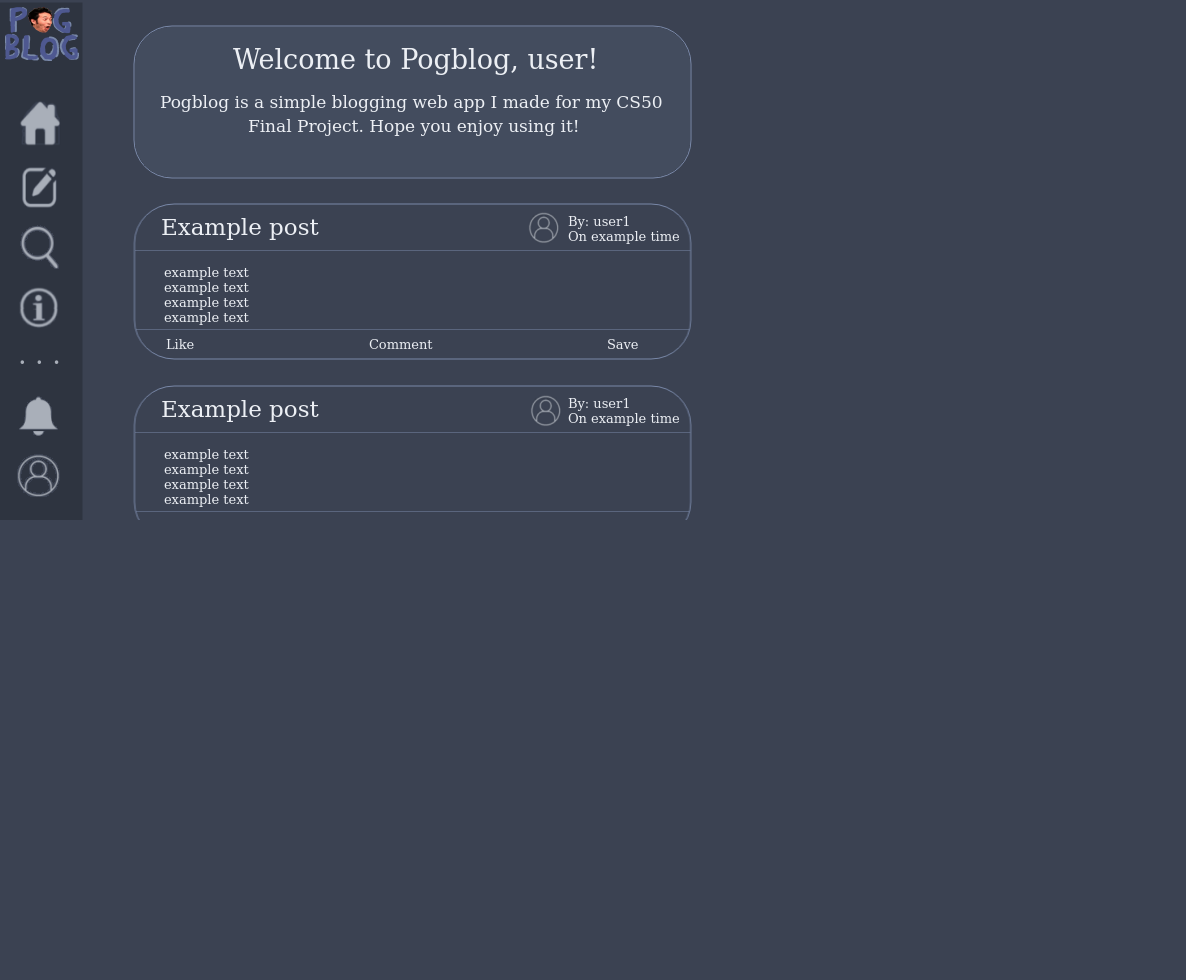 POG
BLOG
Welcome to Pogblog, user!
Pogblog is a simple blogging web app I made for my CS50
Final Project. Hope you enjoy using it!
Example post
By: user1
On example time
example text
example text
example text
example text
Like Comment Save
Example post
By: user1
On example time
example text
example text
example text
example text